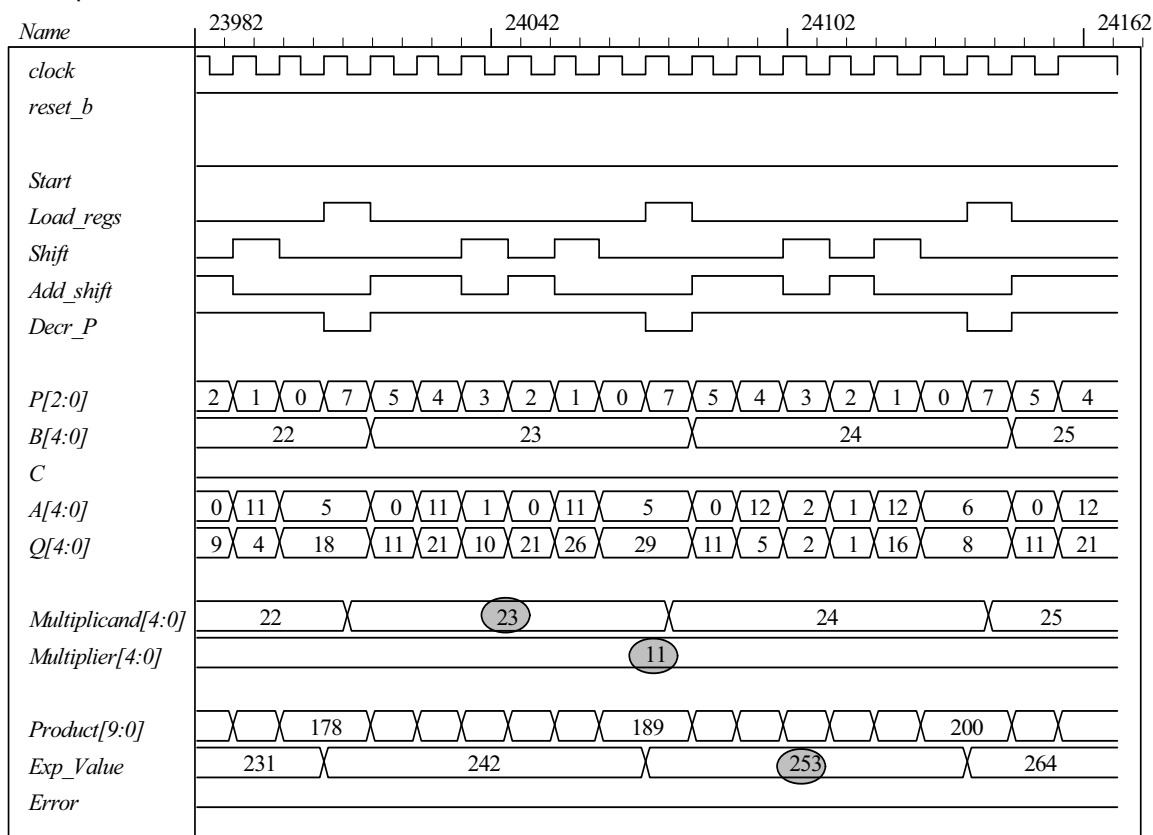 Name 23982 24042 24102 24162
clock
reset_b
Start
Load_regs
Shift
Add_shift
Decr_P
P[2:0] 2 1 0 7 5 4 3 2 1 0 7 5 4 3 2 1 0 7 5 4
B[4:0] 22 23 24 25
C
A[4:0] 0 11 5 0 11 1 0 11 5 0 12 2 1 12 6 0 12
Q[4:0] 9 4 18 11 21 10 21 26 29 11 5 2 1 16 8 11 21
Multiplicand[4:0] 22 23 24 25
Multiplier[4:0] 11
Product[9:0] 178 189 200
Exp_Value 231 242 253 264
Error